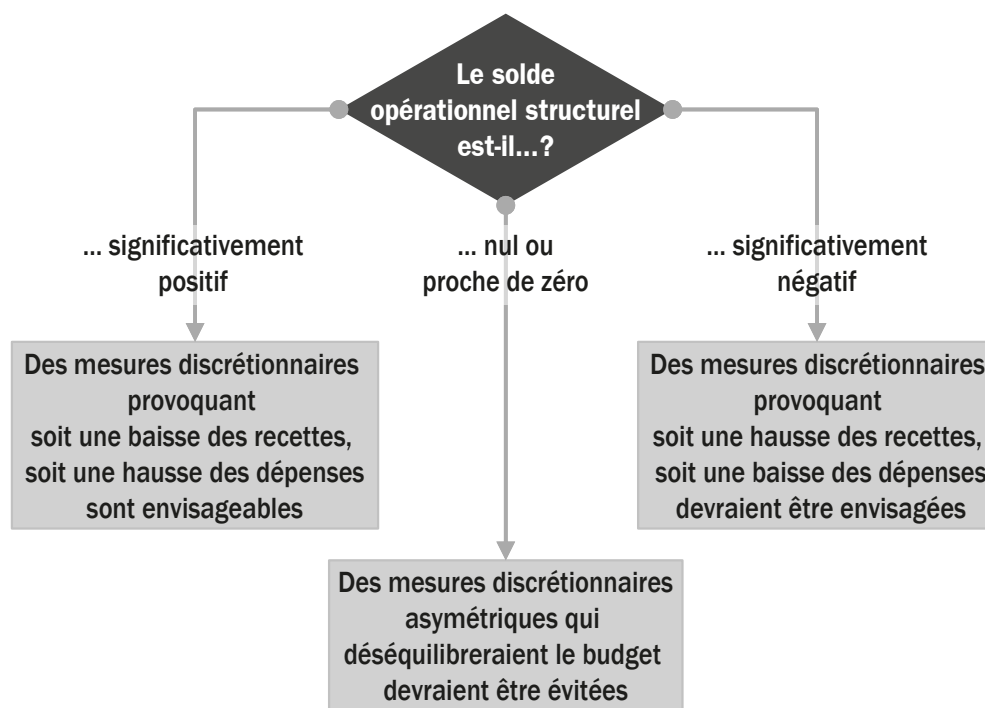 Le solde
opérationnel structurel
est-il...?
... significativement
positif
... nul ou
proche de zéro
... significativement
négatif
Des mesures discrétionnaires
provoquant
soit une baisse des recettes,
soit une hausse des dépenses
sont envisageables
Des mesures discrétionnaires
provoquant
soit une hausse des recettes,
soit une baisse des dépenses
devraient être envisagées
Des mesures discrétionnaires
asymétriques qui
déséquilibreraient le budget
devraient être évitées